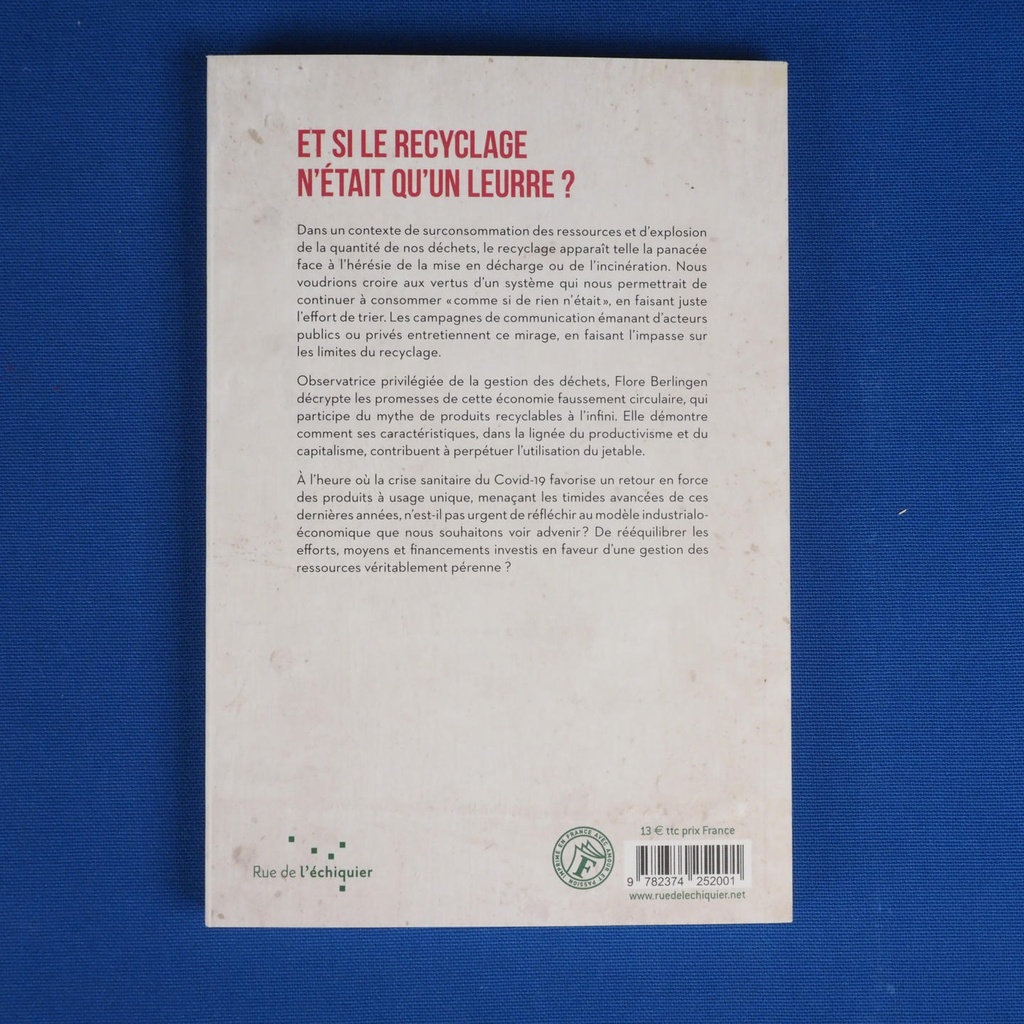 ET SI LE RECYCLAGE
N'ÉTAIT QU'UN LEURRE ?
Dans un contexte de surconsommation des ressources et d'explosion
de la quantité de nos déchets, le recyclage apparaît telle la panacée
face à l'hérésie de la mise en décharge ou de l'incinération. Nous
voudrions croire aux vertus d'un système qui nous permettrait de
continuer à consommer « comme si de rien n'était », en faisant juste
l'effort de trier. Les campagnes de communication émanant d'acteurs
publics ou privés entretiennent ce mirage, en faisant l'impasse sur
les limites du recyclage.
Observatrice privilégiée de la gestion des déchets, Flore Berlingen
décrypte les promesses de cette économie faussement circulaire, qui
participe du mythe de produits recyclables à l'infini. Elle démontre
comment ses caractéristiques, dans la lignée du productivisme et du
capitalisme, contribuent à perpétuer l'utilisation du jetable.
À l'heure où la crise sanitaire du Covid-19 favorise un retour en force
des produits à usage unique, menaçant les timides avancées de ces
dernières années, n'est-il pas urgent de réfléchir au modèle industrialo-
économique que nous souhaitons voir advenir ? De rééquilibrer les
efforts, moyens et financements investis en faveur d'une gestion des
ressources véritablement pérenne ?
Rue de l'échiquier
IMPRIMÉ EN FRANCE AVEC AMOUR ET PASSION
F
13 € ttc prix France
9 782374 252001
www.ruedelechiquier.net